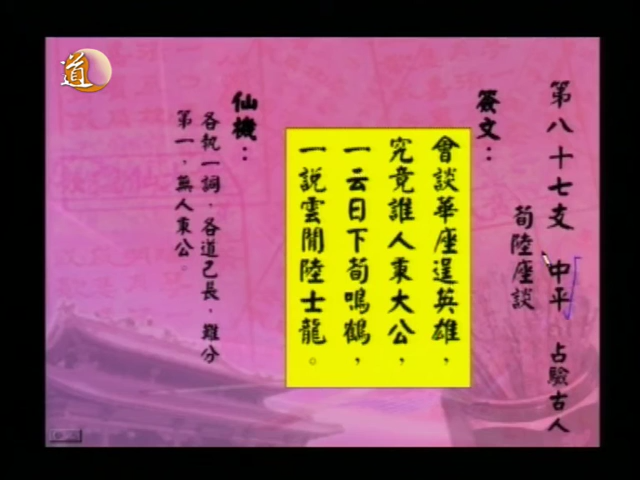 道
第八十七支 中平 占驗古人
荀陸座談
簽文：
會談華座逞英雄，
究竟誰人秉大公，
一云日下荀鳴鶴，
一說雲間陸士龍。
仙機：
各執一詞．各道己長．難分
第一．無人秉公。